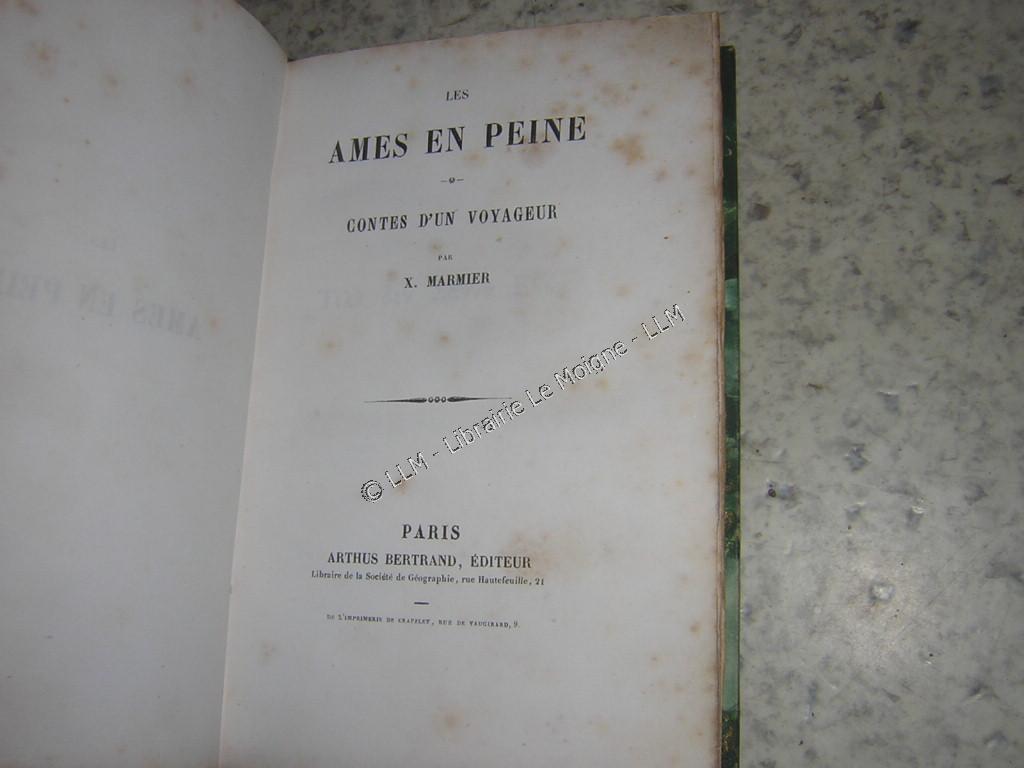 LES
AMES EN PEINE
CONTES D'UN VOYAGEUR
PAR
X. MARMIER
© LLM - Librairie Le Moigne - LLM
PARIS
ARTHUS BERTRAND, ÉDITEUR
Libraire de la Société de Géographie, rue Hautefeuille, 21
DE L'IMPRIMERIE DE CRAPELET, RUE DE VAUGIRARD, 9.